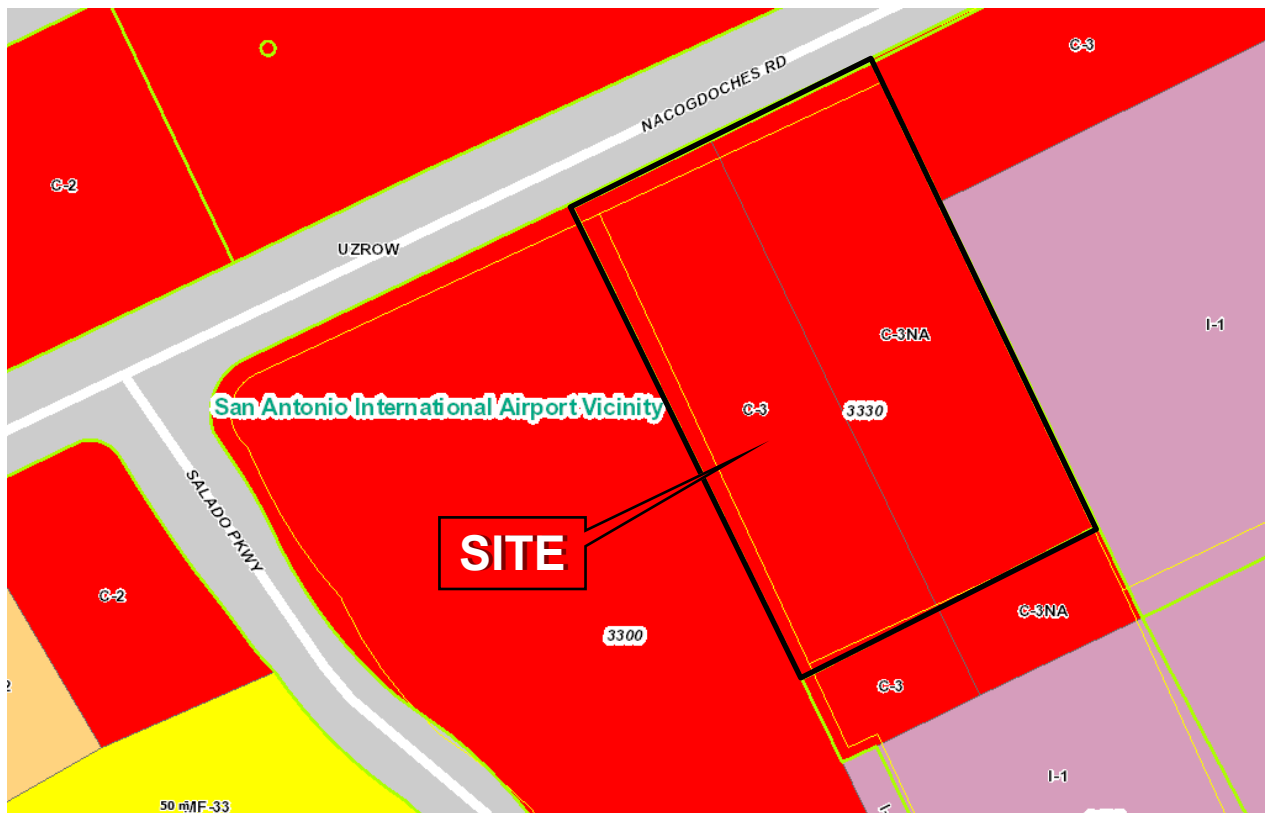 C-3
NACOGDOCHES RD
C-2
UZROW
I-1
C-3NA
San Antonio International Airport Vicinity
C-3
3330
SALADO PKWY
SITE
C-2
C-3NA
3300
C-3
I-1
MF-33